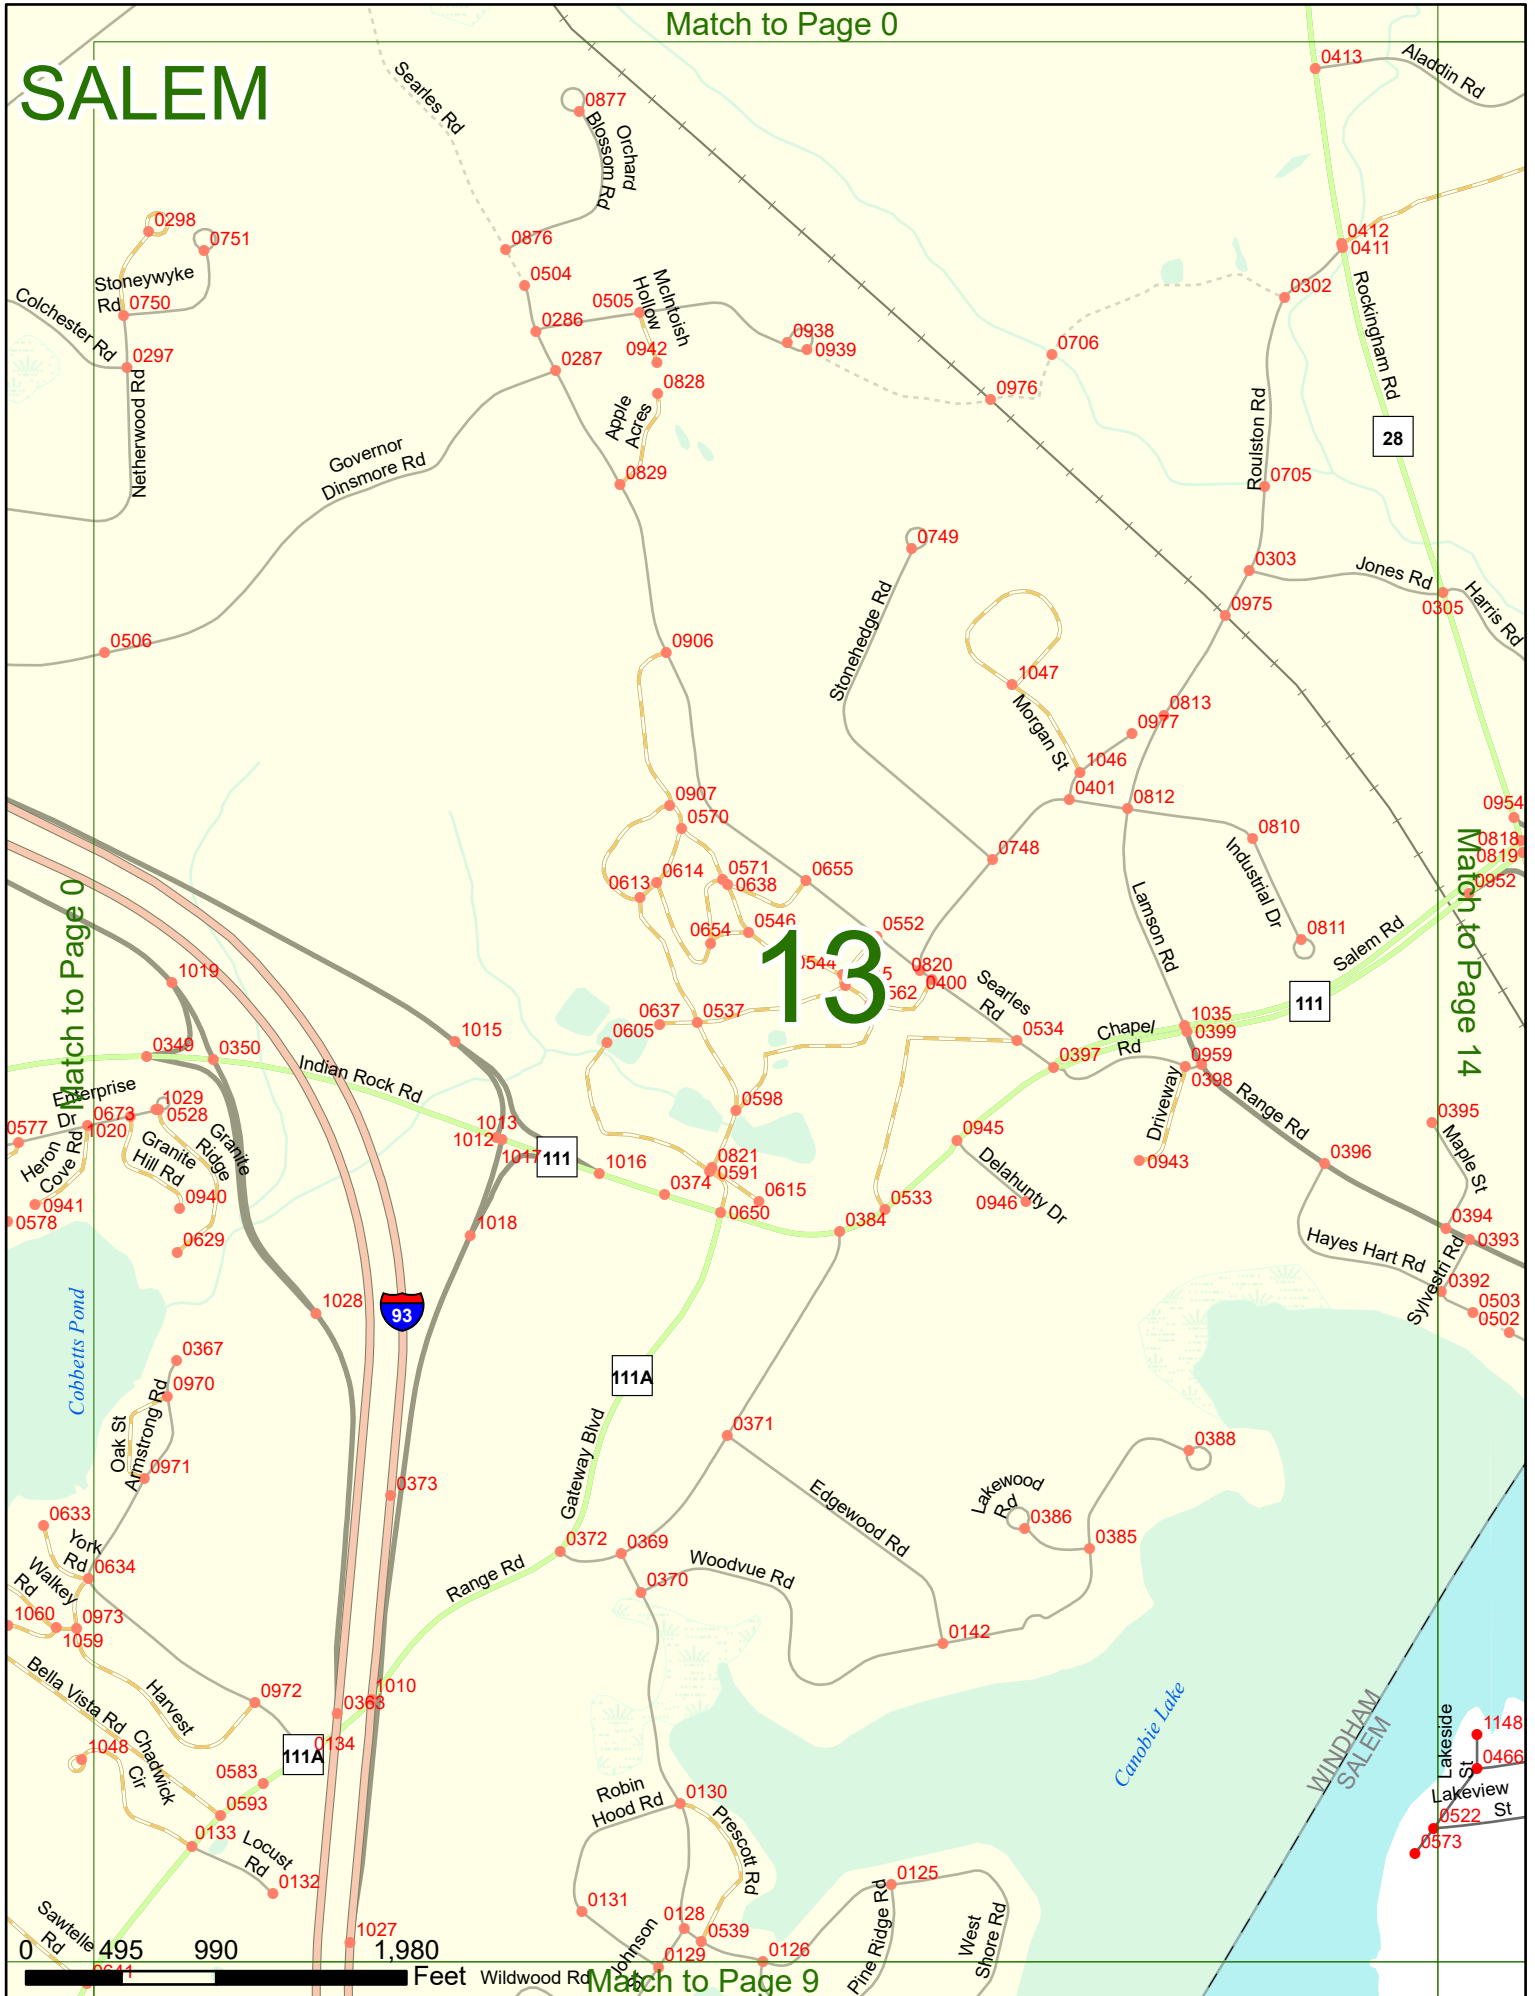 Match to Page 0
SALEM
0413
Aladdin Rd
Searles Rd
0877
Orchard
Blossom Rd
0298
0751
0876
0412
0411
Stoneywyke
Rd
0750
0504
0505
McIntoish
Hollow
0302
Rockingham Rd
Colchester Rd
0286
0938
0939
0297
0287
0942
0706
0828
0976
Netherwood Rd
Apple
Acres
Roulston Rd
28
Governor
Dinsmore Rd
0829
0705
0749
0303
Jones Rd
0305
Harris Rd
0975
Stonehedge Rd
0506
0906
1047
Morgan St
0813
0977
1046
0401
0812
0907
0570
0954
0810
0818
0819
Industrial Dr
0748
0571
0638
0655
0614
0613
Match to Page 0
Match to Page 14
0952
Lamson Rd
0811
Salem Rd
0654
0546
0552
13
0544
5
0820
0400
562
1019
Searles
Rd
111
0637
0537
0605
1015
0534
Chapel
Rd
1035
0399
0349
0350
Indian Rock Rd
0397
0959
0398
Enterprise
Dr
1029
0528
0673
1020
0577
0598
Driveway
Range Rd
0395
Maple St
Heron
Cove Rd
Granite
Hill Rd
Granite
Ridge
1013
1012
1017
111
1016
0945
Delahunty Dr
0943
0396
0821
0591
0374
0615
0941
0940
0578
0946
0533
0650
0384
0629
1018
0394
0393
Hayes Hart Rd
Sylvestri Rd
0392
0503
0502
1028
93
Cobbetts Pond
0367
0970
111A
Oak St
Armstrong Rd
0971
Gateway Blvd
0371
0388
0373
Lakewood
Rd
0386
Edgewood Rd
0633
York
Rd
0634
0372
0369
0385
Walkey
Rd
Range Rd
Woodvue Rd
0370
1060
0973
1059
0142
Bella Vista Rd
Harvest
0972
1010
0363
0134
111A
Canobie Lake
WINDHAM
SALEM
Lakeside
St
1148
0466
1048
Chadwick
Cir
0583
0593
Robin
Hood Rd
0130
Prescott Rp
Lakeview
St
0522
0573
0133
Locust
Rd
0132
0131
0125
Sawtelle
Rd
1027
0128
0539
Johnson
St
0129
0126
Pine Ridge Rd
West
Shore Rd
0 495 990 1,980
Feet
0641
Wildwood Rd
Match to Page 9